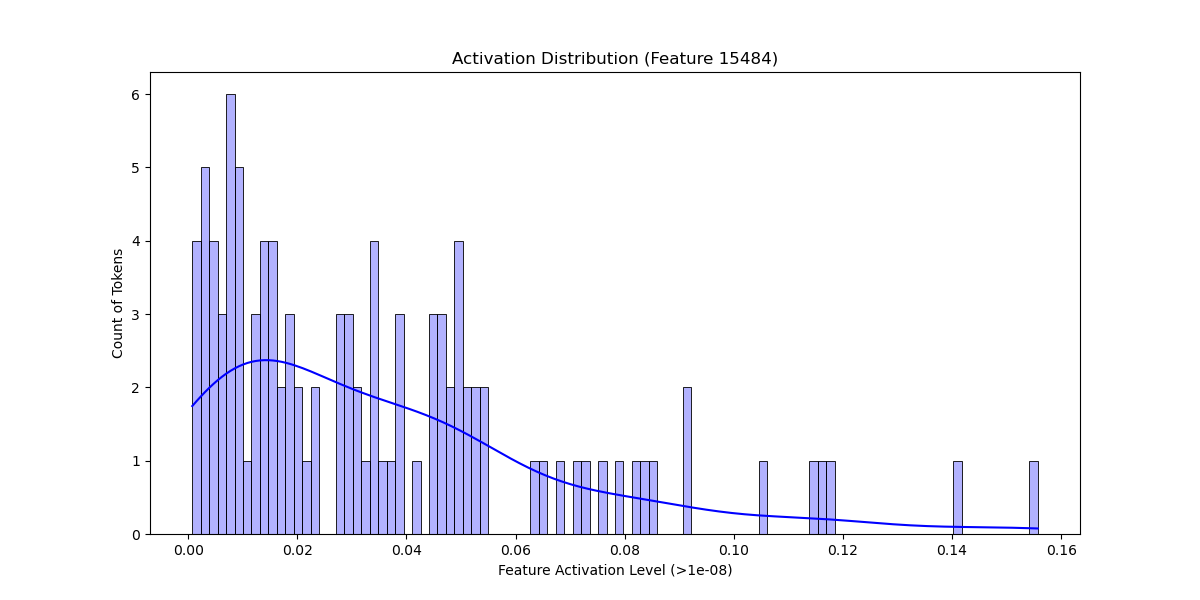 Activation Distribution (Feature 15484)
6
5
4
3
2
1
0
Count of Tokens
0.00 0.02 0.04 0.06 0.08 0.10 0.12 0.14 0.16
Feature Activation Level (>1e-08)